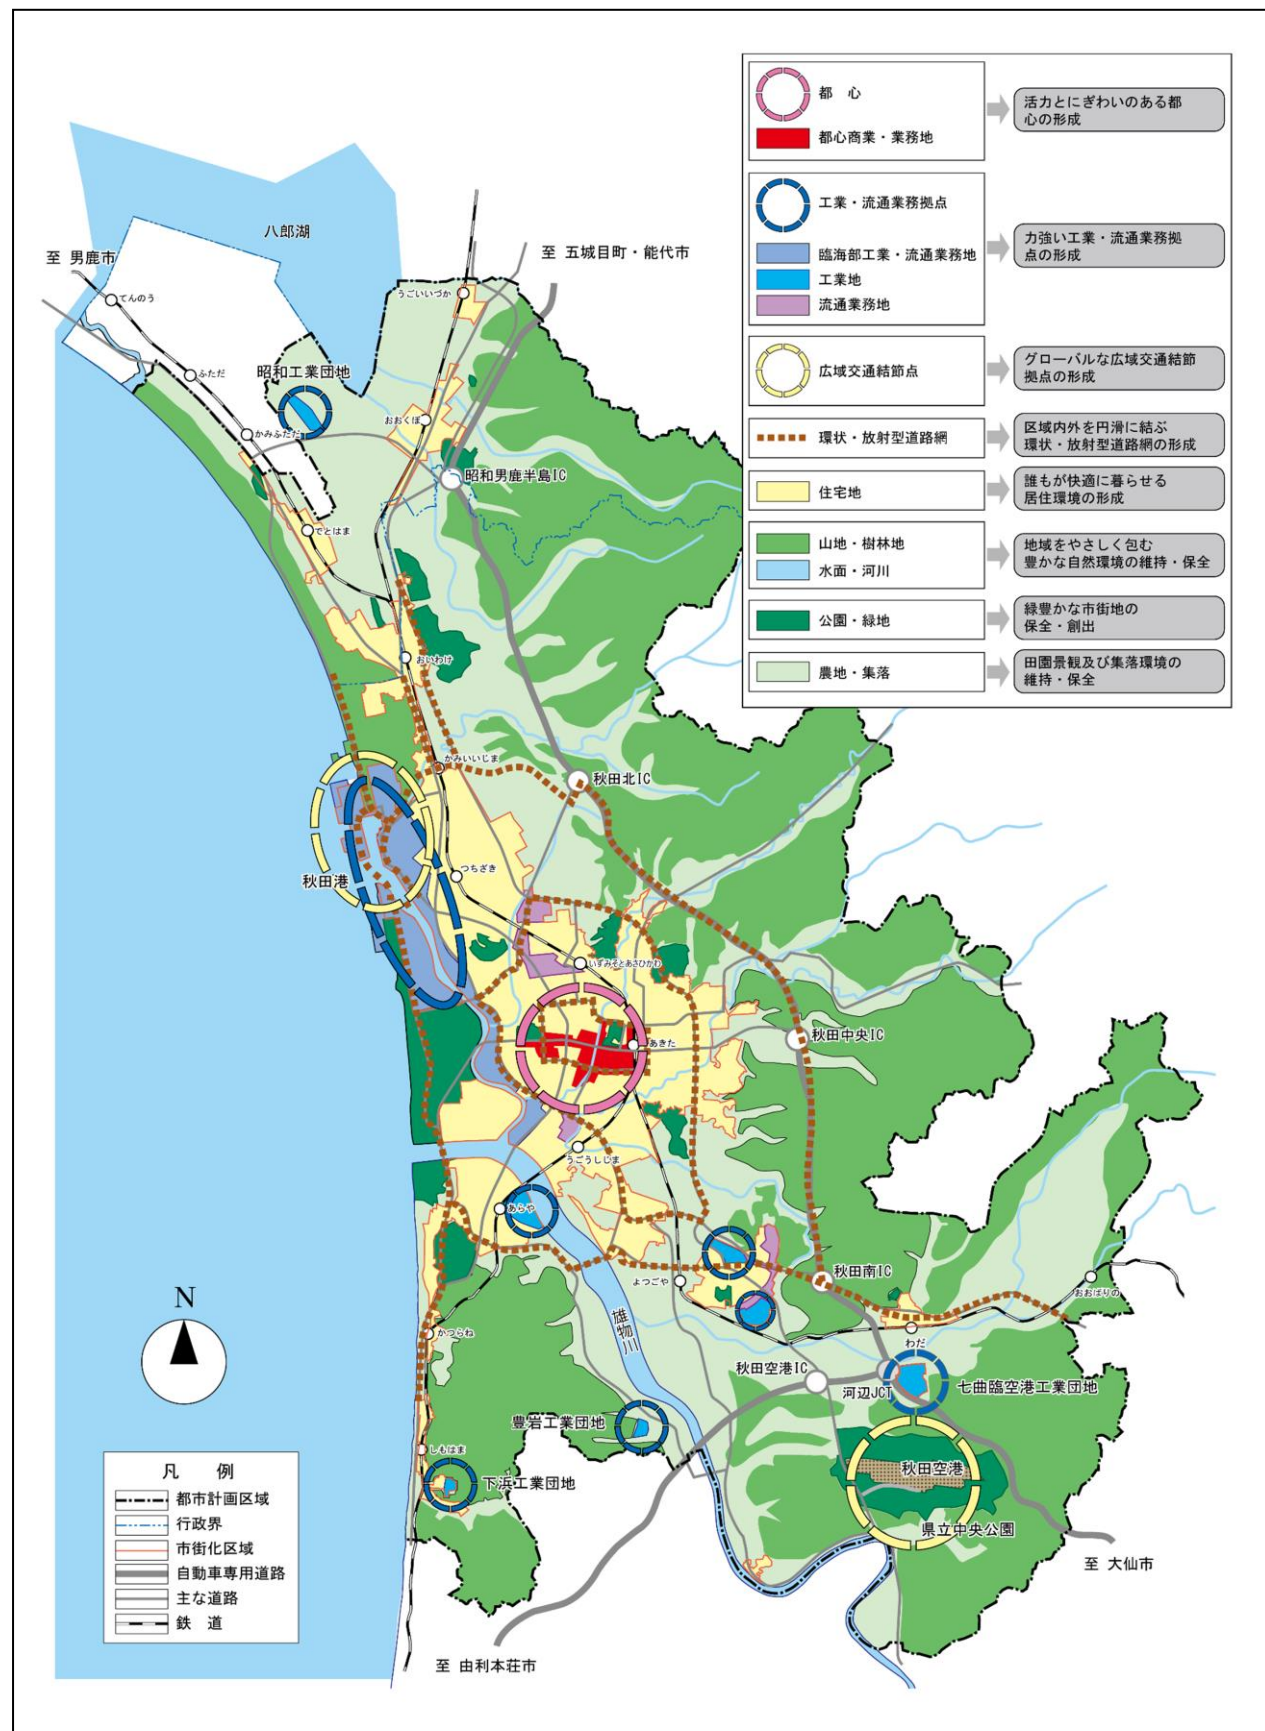 都 心
都心商業・業務地
活力とにぎわいのある都
心の形成
工業・流通業務拠点
臨海部工業・流通業務地
工業地
流通業務地
力強い工業・流通業務拠
点の形成
広域交通結節点
グローバルな広域交通結節
拠点の形成
環状・放射型道路網
区域内外を円滑に結ぶ
環状・放射型道路網の形成
住宅地
誰もが快適に暮らせる
居住環境の形成
山地・樹林地
水面・河川
地域をやさしく包む
豊かな自然環境の維持・保全
公園・緑地
緑豊かな市街地の
保全・創出
農地・集落
田園景観及び集落環境の
維持・保全
八郎湖
至 男鹿市
至 五城目町・能代市
てんのう
うごいいづか
ふただ
昭和工業団地
おおくぼ
かみふただ
昭和男鹿半島IC
でとはま
おいわけ
かみいいじま
秋田北IC
つちざき
秋田港
いずみそとあさひかわ
秋田中央IC
あきた
うごうしじま
あらや
よつごや
秋田南IC
おおばりの
雄物川
かつらね
わだ
秋田空港IC
河辺JCT
七曲臨空港工業団地
豊岩工業団地
しもはま
下浜工業団地
秋田空港
県立中央公園
至 大仙市
至 由利本荘市
N
凡 例
都市計画区域
行政界
市街化区域
自動車専用道路
主な道路
鉄 道